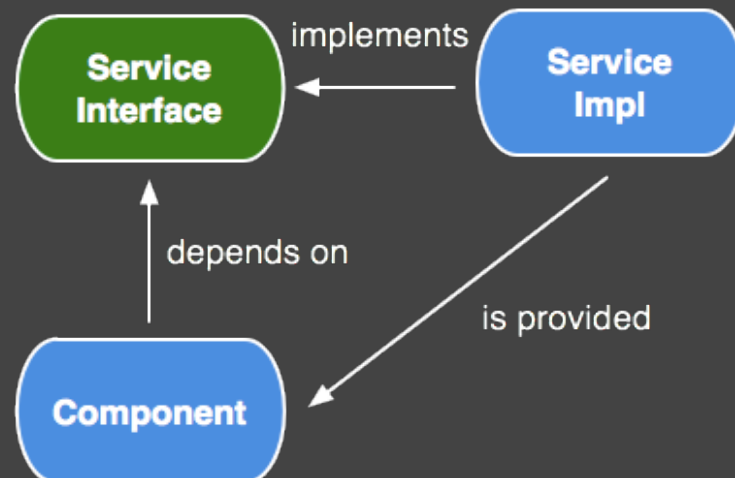 Service
Interface
implements
Service
Impl
depends on
is provided
Component